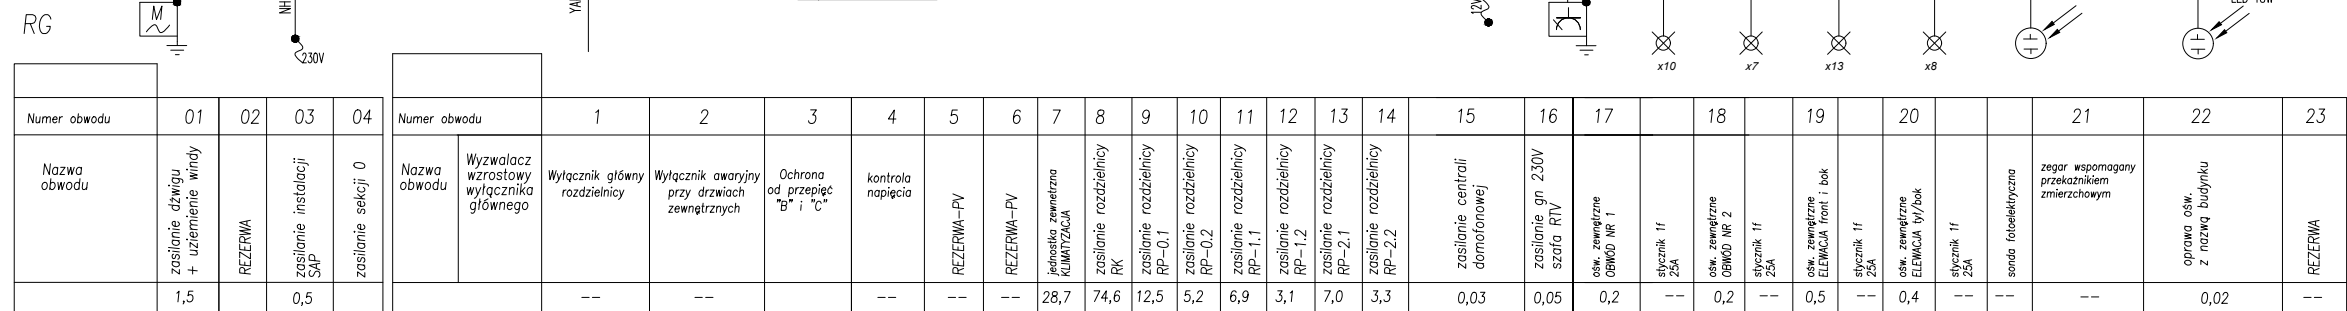 RG
M
NH
230V
YA
12V
LED 10W
x10
x7
x13
x8
Numer obwodu
01
02
03
04
Numer obwodu
1
2
3
4
5
6
7
8
9
10
11
12
13
14
15
16
17
18
19
20
21
22
23
Nazwa
obwodu
zasilanie dźwigu
+ uziemienie windy
REZERWA
zasilanie instalacji
SAP
zasilanie sekcji 0
Nazwa
obwodu
Wyzwalacz
wzrostowy
wyłącznika
głównego
Wyłącznik główny
rozdzielnicy
Wyłącznik awaryjny
przy drzwiach
zewnętrznych
Ochrona
od przepięć
"B" i "C"
kontrola
napięcia
REZERWA-PV
REZERWA-PV
jednostka zewnetrzna
KLIMATYZACJA
zasilanie rozdzielnicy
RK
zasilanie rozdzielnicy
RP-0.1
zasilanie rozdzielnicy
RP-0.2
zasilanie rozdzielnicy
RP-1.1
zasilanie rozdzielnicy
RP-1.2
zasilanie rozdzielnicy
RP-2.1
zasilanie rozdzielnicy
RP-2.2
zasilanie centrali
domofonowej
zasilanie gn 230V
szafa RTV
ośw. zewnętrzne
OBWÓD NR 1
stycznik 1f
25A
ośw. zewnętrzne
OBWÓD NR 2
stycznik 1f
25A
ośw. zewnętrzne
ELEWACJA front i bok
stycznik 1f
25A
ośw. zewnętrzne
ELEWACJA tył/bok
stycznik 1f
25A
sonda fotoelektryczna
zegar wspomagany
przekaźnikiem
zmierzchowym
oprawa ośw.
z nazwą budynku
REZERWA
1,5
0,5
--
--
--
--
--
28,7
74,6
12,5
5,2
6,9
3,1
7,0
3,3
0,03
0,05
0,2
--
0,2
--
0,5
--
0,4
--
--
--
0,02
--